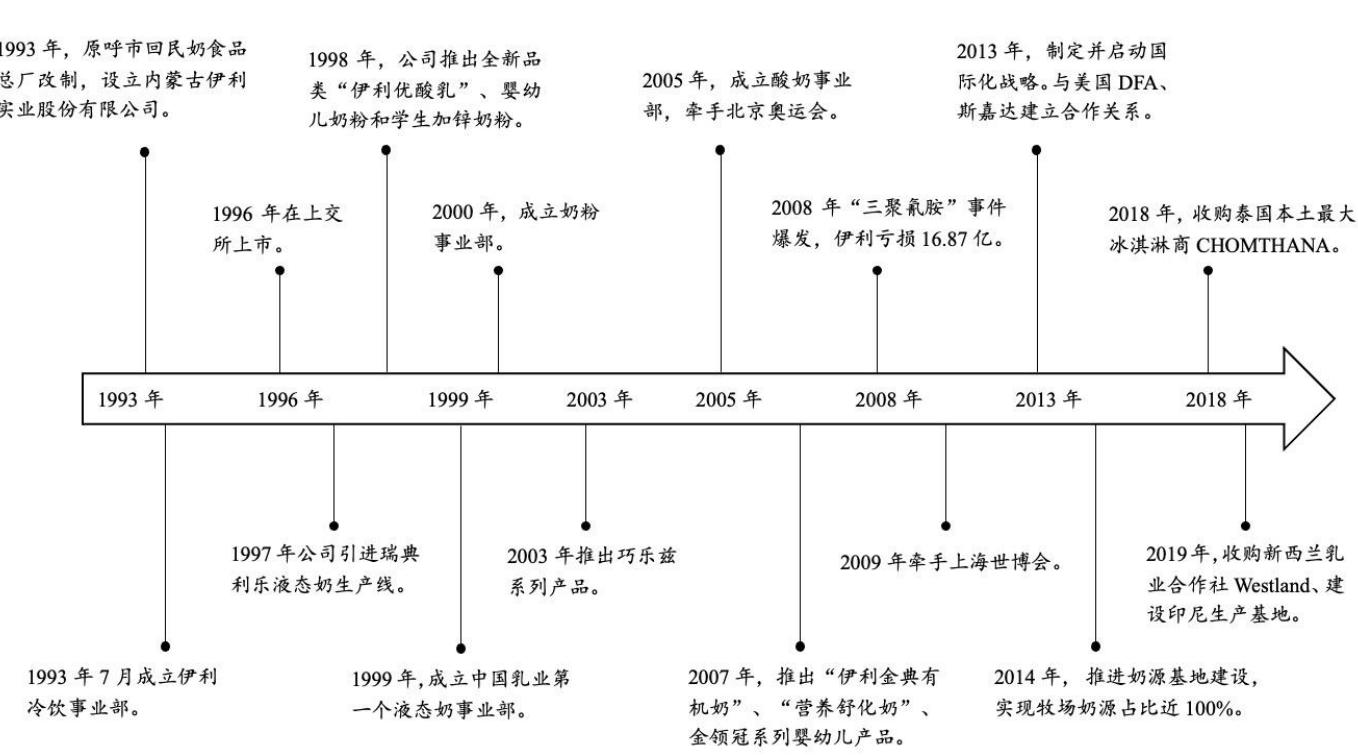 1993 年，原呼市回民奶食品
总厂改制，设立内蒙古伊利
实业股份有限公司。
1998 年，公司推出全新品
类“伊利优酸乳”、婴幼
儿奶粉和学生加锌奶粉。
2005 年，成立酸奶事业
部，牵手北京奥运会。
2013 年，制定并启动国
际化战略。与美国 DFA、
斯嘉达建立合作关系。
1996 年在上交
所上市。
2000 年，成立奶粉
事业部。
2008 年“三聚氰胺”事件
爆发，伊利亏损 16.87 亿。
2018 年，收购泰国本土最大
冰淇淋商 CHOMTHANA。
1993 年
1996 年
1999 年
2003 年
2005 年
2008 年
2013 年
2018 年
1997 年公司引进瑞典
利乐液态奶生产线。
2003 年推出巧乐兹
系列产品。
2009 年牵手上海世博会。
2019 年，收购新西兰乳
业合作社 Westland、建
设印尼生产基地。
1993 年 7 月成立伊利
冷饮事业部。
1999 年，成立中国乳业第
一个液态奶事业部。
2007 年，推出“伊利金典有
机奶”、“营养舒化奶”、
金领冠系列婴幼儿产品。
2014 年， 推进奶源基地建设，
实现牧场奶源占比近 100%。